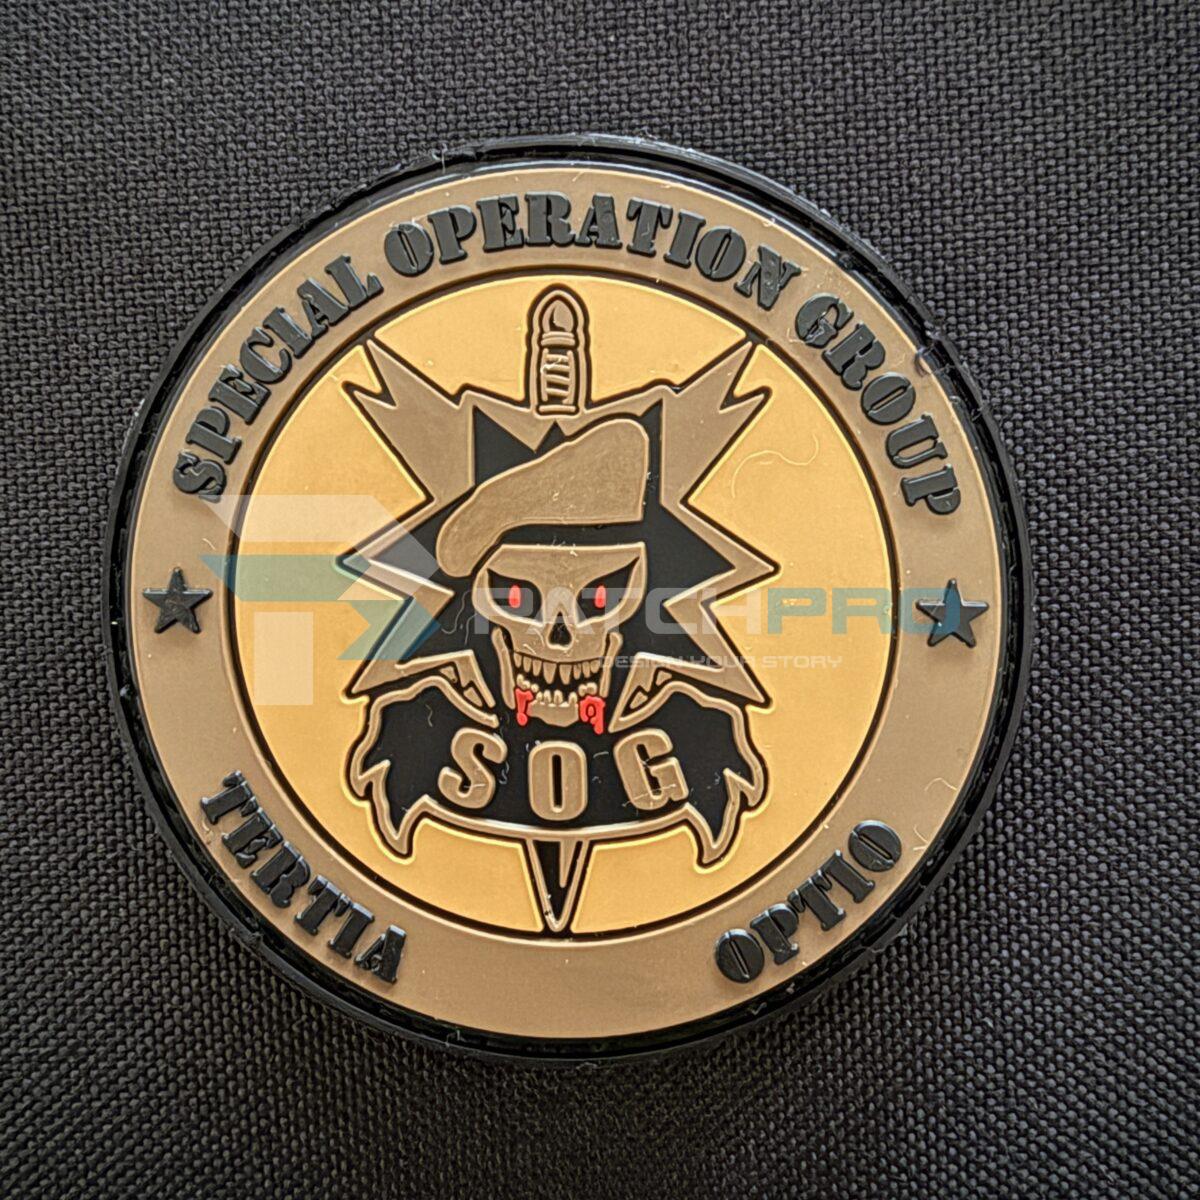 SPECIAL OPERATION GROUP
PATCHPRO
DESIGN YOUR STORY
SOG
TERTIA OPTIO